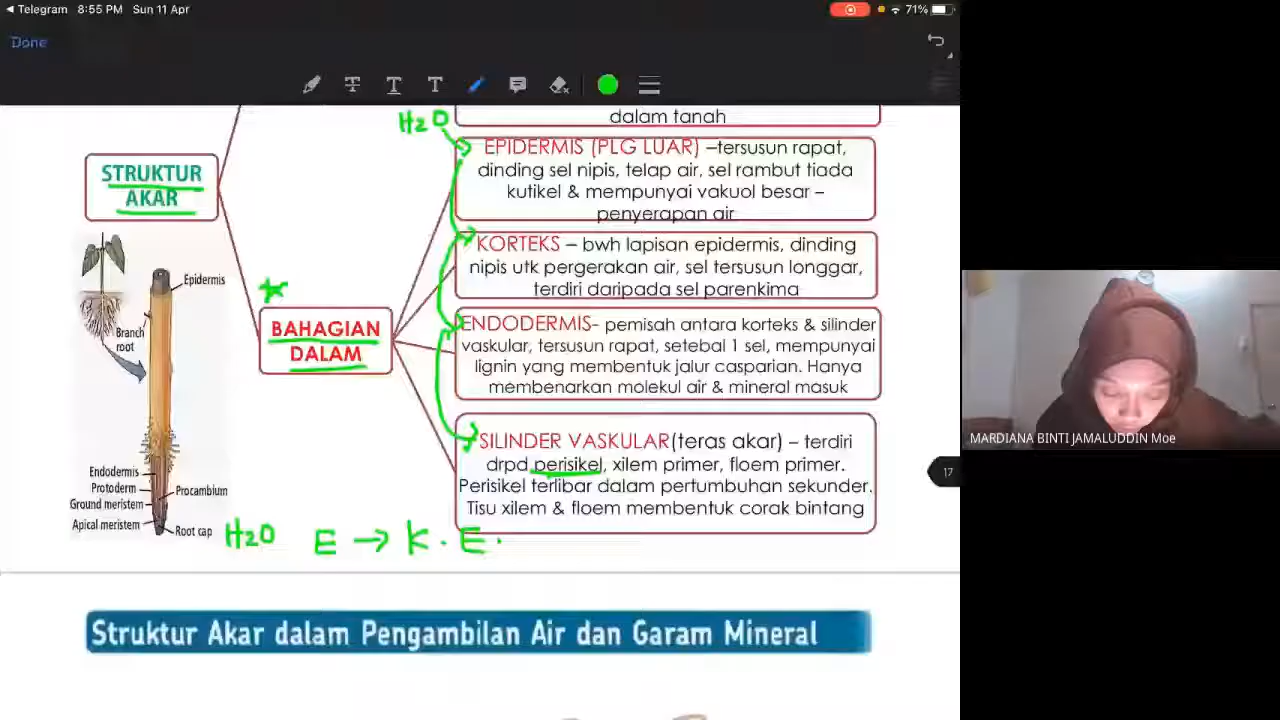 Telegram 8:55 PM Sun 11 Apr
71%
Done
dalam tanah
H2O
EPIDERMIS (PLG LUAR) –tersusun rapat,
dinding sel nipis, telap air, sel rambut tiada
kutikel & mempunyai vakuol besar –
penyerapan air
STRUKTUR
AKAR
KORTEKS – bwh lapisan epidermis, dinding
nipis utk pergerakan air, sel tersusun longgar,
terdiri daripada sel parenkima
BAHAGIAN
DALAM
ENDODERMIS- pemisah antara korteks & silinder
vaskular, tersusun rapat, setebal 1 sel, mempunyai
lignin yang membentuk jalur casparian. Hanya
membenarkan molekul air & mineral masuk
SILINDER VASKULAR(teras akar) – terdiri
drpd perisikel, xilem primer, floem primer.
Perisikel terlibar dalam pertumbuhan sekunder.
Tisu xilem & floem membentuk corak bintang
Epidermis
Branch
root
Endodermis
Protoderm
Procambium
Ground meristem
Apical meristem
Root cap
H2O E → K . E .
17
Struktur Akar dalam Pengambilan Air dan Garam Mineral
MARDIANA BINTI JAMALUDDIN Moe